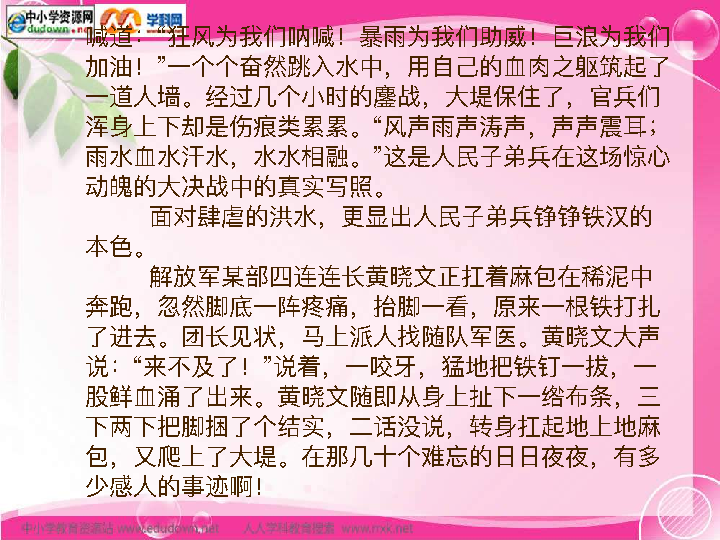 中小学资源网
edudown.net
学科网
喊道：“狂风为我们呐喊！暴雨为我们助威！巨浪为我们
加油！”一个个奋然跳入水中，用自己的血肉之躯筑起了
一道人墙。经过几个小时的鏖战，大堤保住了，官兵们
浑身上下却是伤痕类累累。“风声雨声涛声，声声震耳；
雨水血水汗水，水水相融。”这是人民子弟兵在这场惊心
动魄的大决战中的真实写照。
面对肆虐的洪水，更显出人民子弟兵铮铮铁汉的
本色。
解放军某部四连连长黄晓文正扛着麻包在稀泥中
奔跑，忽然脚底一阵疼痛，抬脚一看，原来一根铁打扎
了进去。团长见状，马上派人找随队军医。黄晓文大声
说：“来不及了！”说着，一咬牙，猛地把铁钉一拔，一
股鲜血涌了出来。黄晓文随即从身上扯下一绺布条，三
下两下把脚捆了个结实，二话没说，转身扛起地上地麻
包，又爬上了大堤。在那几十个难忘的日日夜夜，有多
少感人的事迹啊！
中小学教育资源站 www.edudown.net 人人学科教育搜索 www.rrxk.net